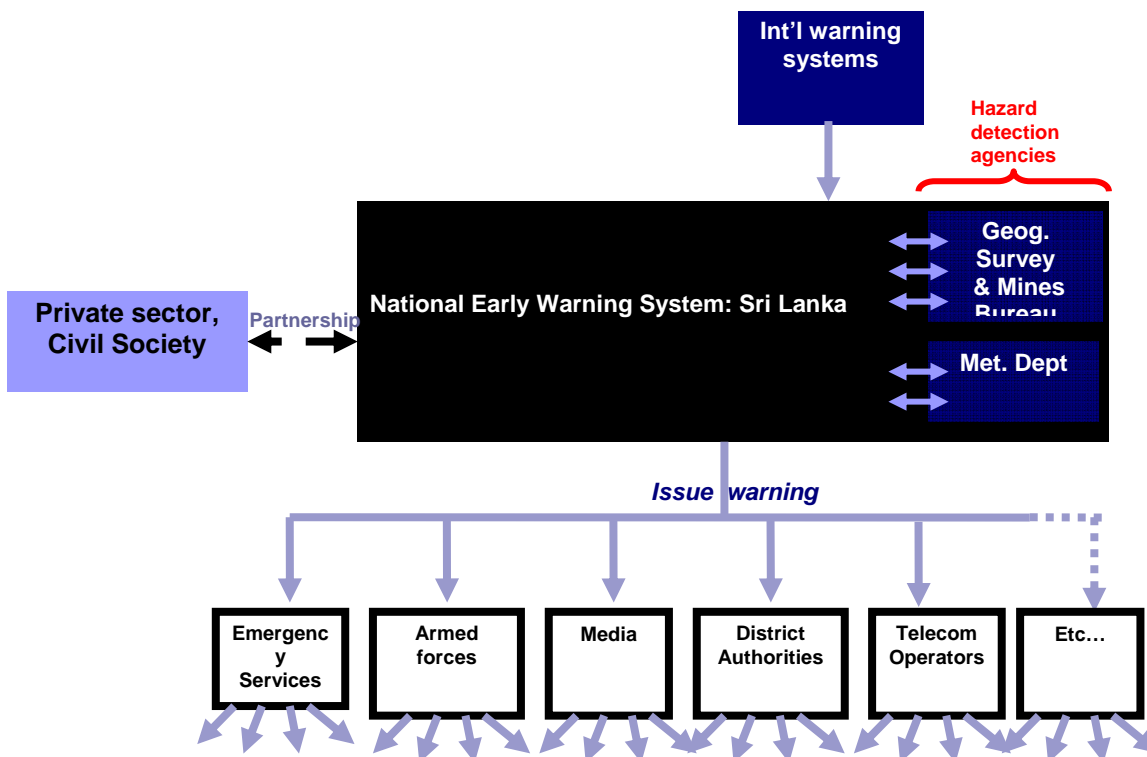 Int'l warning
systems
Hazard
detection
agencies
Geog.
Survey
& Mines
Bureau
National Early Warning System: Sri Lanka
Private sector,
Civil Society
Partnership
Met. Dept
Issue warning
Emergenc
y
Services
Armed
forces
Media
District
Authorities
Telecom
Operators
Etc...